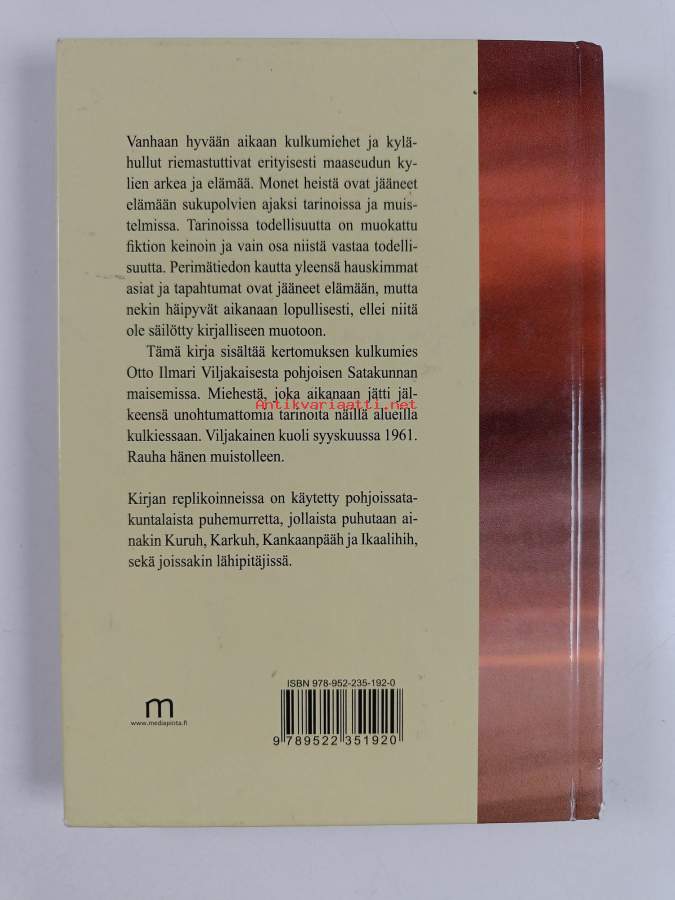 Vanhaan hyvään aikaan kulkumiehet ja kylä-
hullut riemastuttivat erityisesti maaseudun ky-
lien arkea ja elämää. Monet heistä ovat jääneet
elämään sukupolvien ajaksi tarinoissa ja muis-
telmissa. Tarinoissa todellisuutta on muokattu
fiktion keinoin ja vain osa niistä vastaa todelli-
suutta. Perimätiedon kautta yleensä hauskimmat
asiat ja tapahtumat ovat jääneet elämään, mutta
nekin häipyvät aikanaan lopullisesti, ellei niitä
ole säilötty kirjalliseen muotoon.
Tämä kirja sisältää kertomuksen kulkumies
Otto Ilmari Viljakaisesta pohjoisen Satakunnan
maisemissa. Miehestä, joka aikanaan jätti jäl-
Antikvariaatti.net
keensä unohtumattomia tarinoita näillä alueilla
kulkiessaan. Viljakainen kuoli syyskuussa 1961.
Rauha hänen muistolleen.
Kirjan replikoinneissa on käytetty pohjoissata-
kuntalaista puhemurretta, jollaista puhutaan ai-
nakin Kuruh, Karkuh, Kankaanpääh ja Ikaalihih,
sekä joissakin lähipitäjissä.
ISBN 978-952-235-192-0
m
www.mediapinta.fi
9 789522 351920